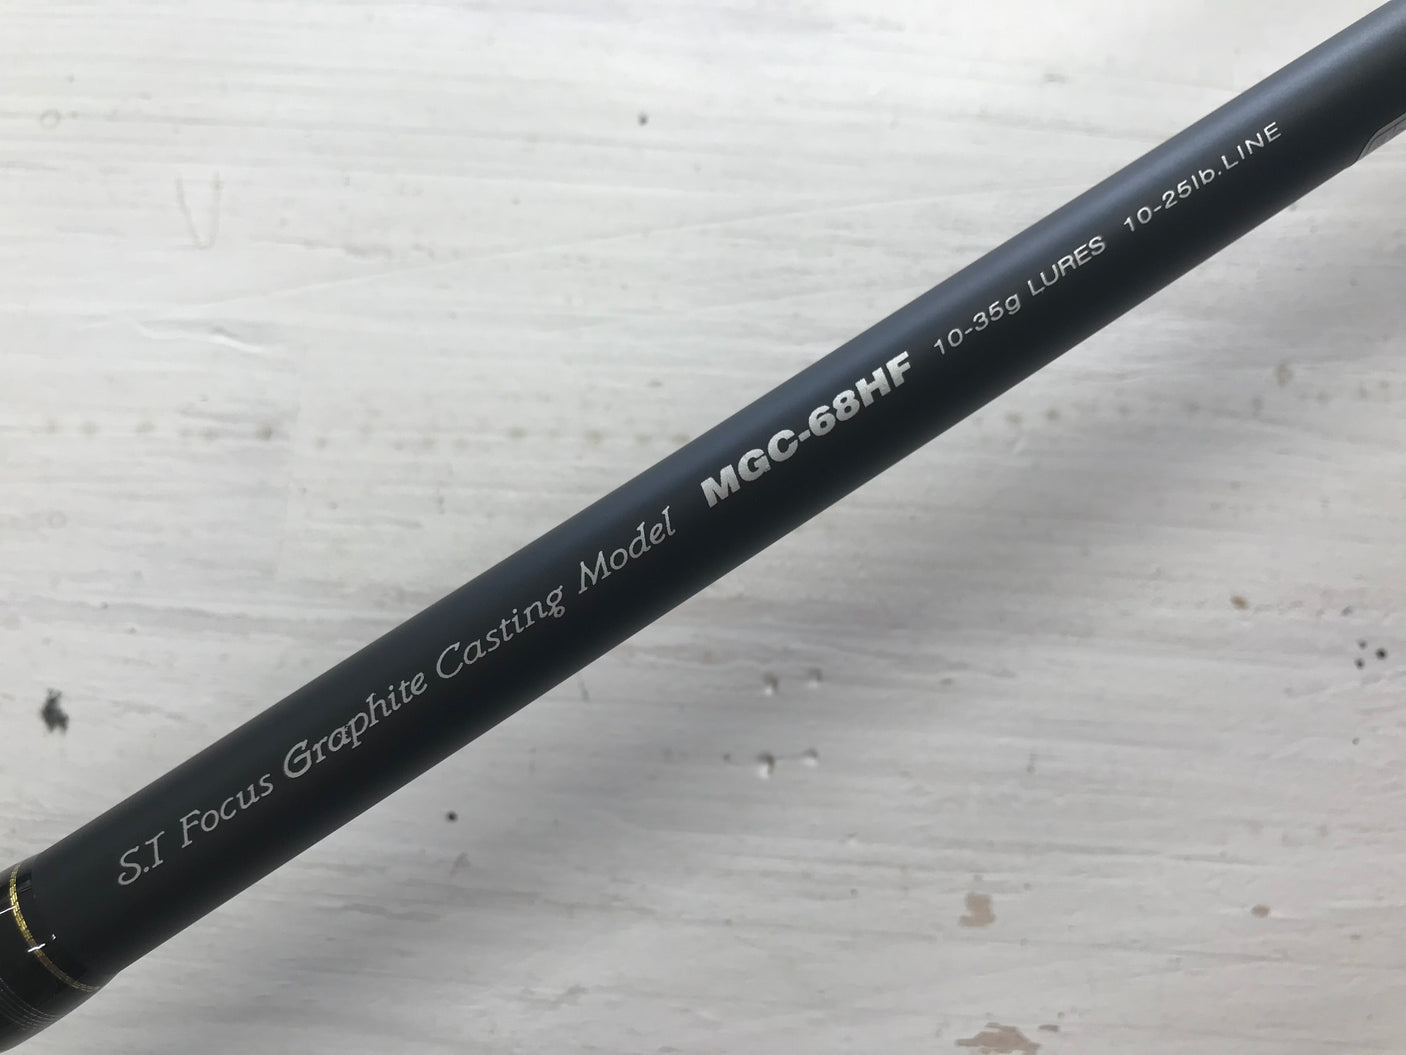 S.I Focus Graphite Casting Model MGC-68HF 10-35g LURES 10-25lb.LINE